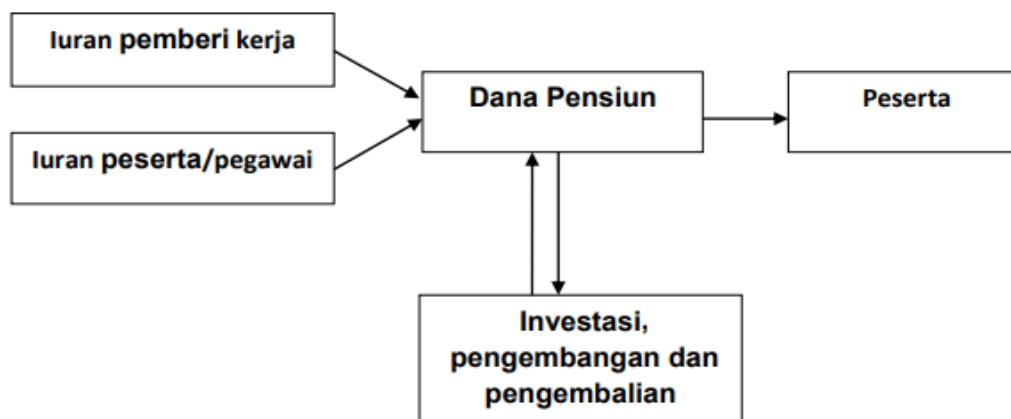 Iuran pemberi kerja
Dana Pensiun
Peserta
Iuran peserta/pegawai
Investasi,
pengembangan dan
pengembalian